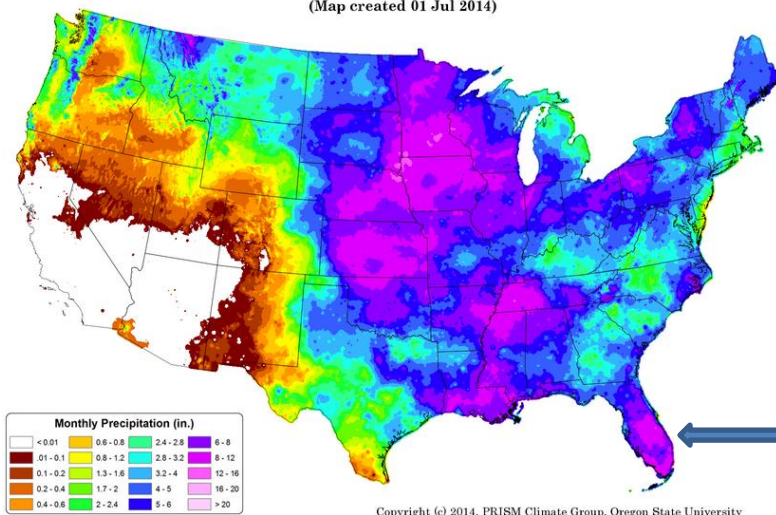 (Map created 01 Jul 2014)
Monthly Precipitation (in.)
< 0.01 0.6 - 0.8 2.4 - 2.8 6 - 8
.01 - 0.1 0.8 - 1.2 2.8 - 3.2 8 - 12
0.1 - 0.2 1.3 - 1.6 3.2 - 4 12 - 16
0.2 - 0.4 1.7 - 2 4 - 5 16 - 20
0.4 - 0.6 2 - 2.4 5 - 6 > 20
Copyright (c) 2014, PRISM Climate Group, Oregon State University